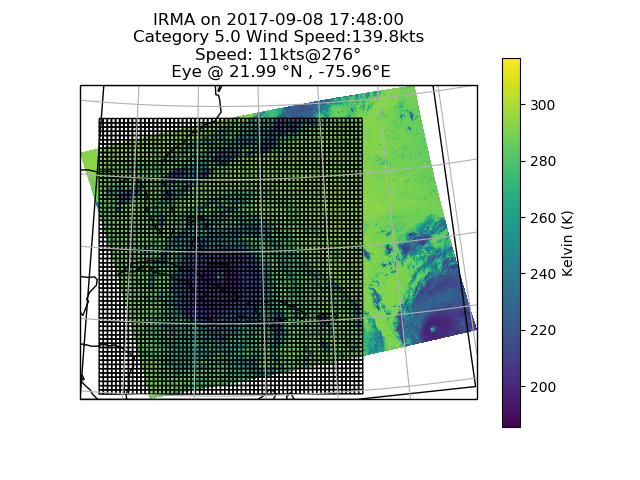 IRMA on 2017-09-08 17:48:00
Category 5.0 Wind Speed:139.8kts
Speed: 11kts@276°
Eye @ 21.99 °N , -75.96°E
300
280
260
240
220
200
Kelvin (K)